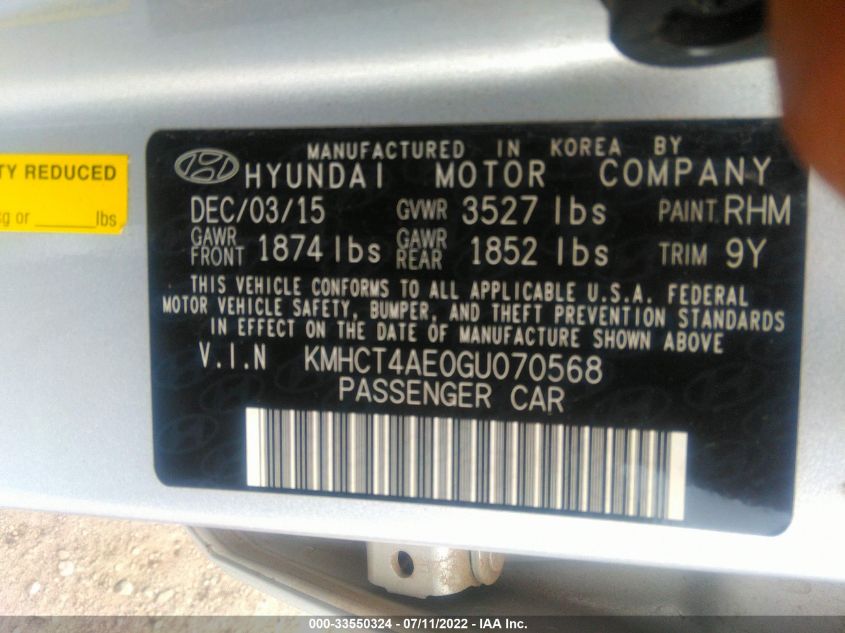 TY REDUCED
kg or ______lbs
MANUFACTURED IN KOREA BY
HYUNDAI MOTOR COMPANY
DEC/03/15 GVWR 3527 lbs PAINT. RHM
GAWR FRONT 1874 lbs GAWR REAR 1852 lbs TRIM 9Y
THIS VEHICLE CONFORMS TO ALL APPLICABLE U.S.A. FEDERAL
MOTOR VEHICLE SAFETY, BUMPER, AND THEFT PREVENTION STANDARDS
IN EFFECT ON THE DATE OF MANUFACTURE SHOWN ABOVE
V.I.N KMHCT4AE0GU070568
PASSENGER CAR
000-33550324 - 07/11/2022 - IAA Inc.